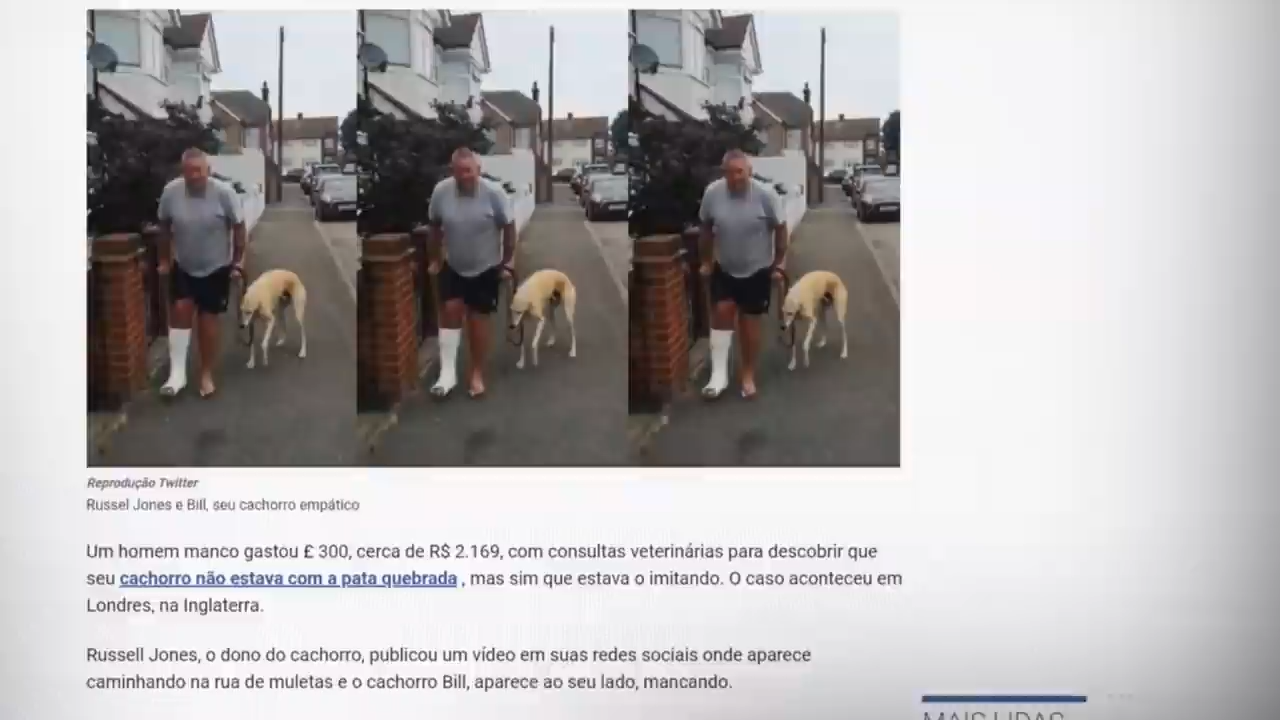 Reprodução Twitter
Russel Jones e Bill, seu cachorro empático
Um homem manco gastou £ 300, cerca de R$ 2.169, com consultas veterinárias para descobrir que
seu cachorro não estava com a pata quebrada , mas sim que estava o imitando. O caso aconteceu em
Londres, na Inglaterra.
Russell Jones, o dono do cachorro, publicou um vídeo em suas redes sociais onde aparece
caminhando na rua de muletas e o cachorro Bill, aparece ao seu lado, mancando.
MAIS LIDAS